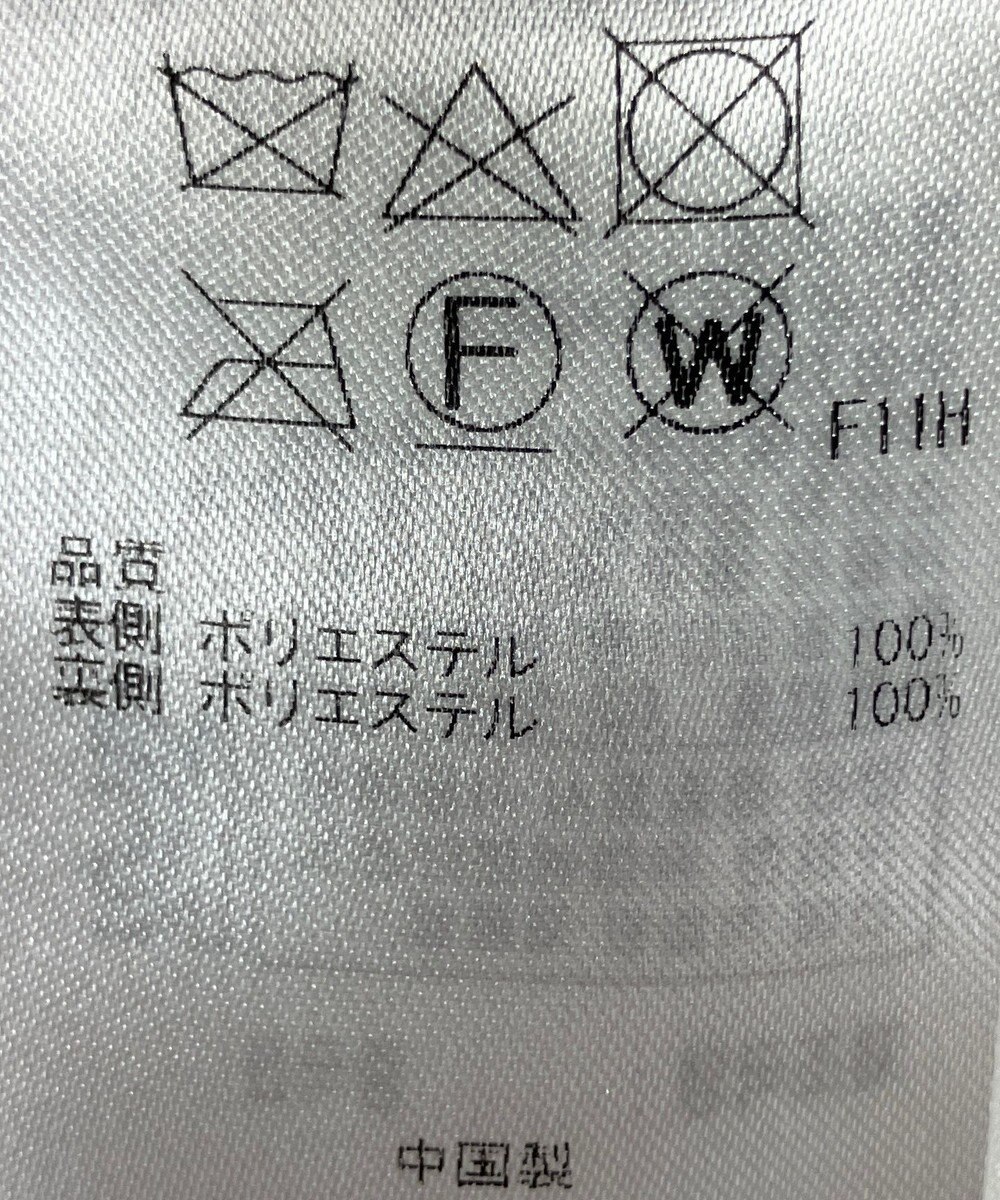 F
W
F11H
品質
表側 ポリエステル 100%
裏側 ポリエステル 100%
中国製